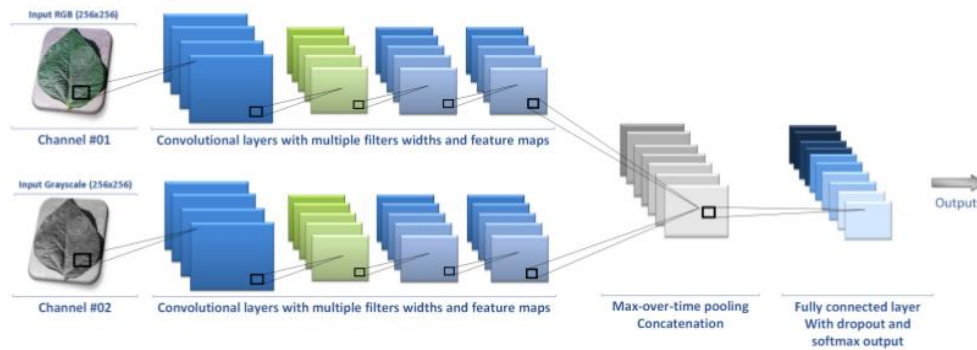 Input RGB (256x256)
Channel #01
Convolutional layers with multiple filters widths and feature maps
Input Grayscale (256x256)
Channel #02
Convolutional layers with multiple filters widths and feature maps
Max-over-time pooling
Concatenation
Fully connected layer
With dropout and
softmax output
Output